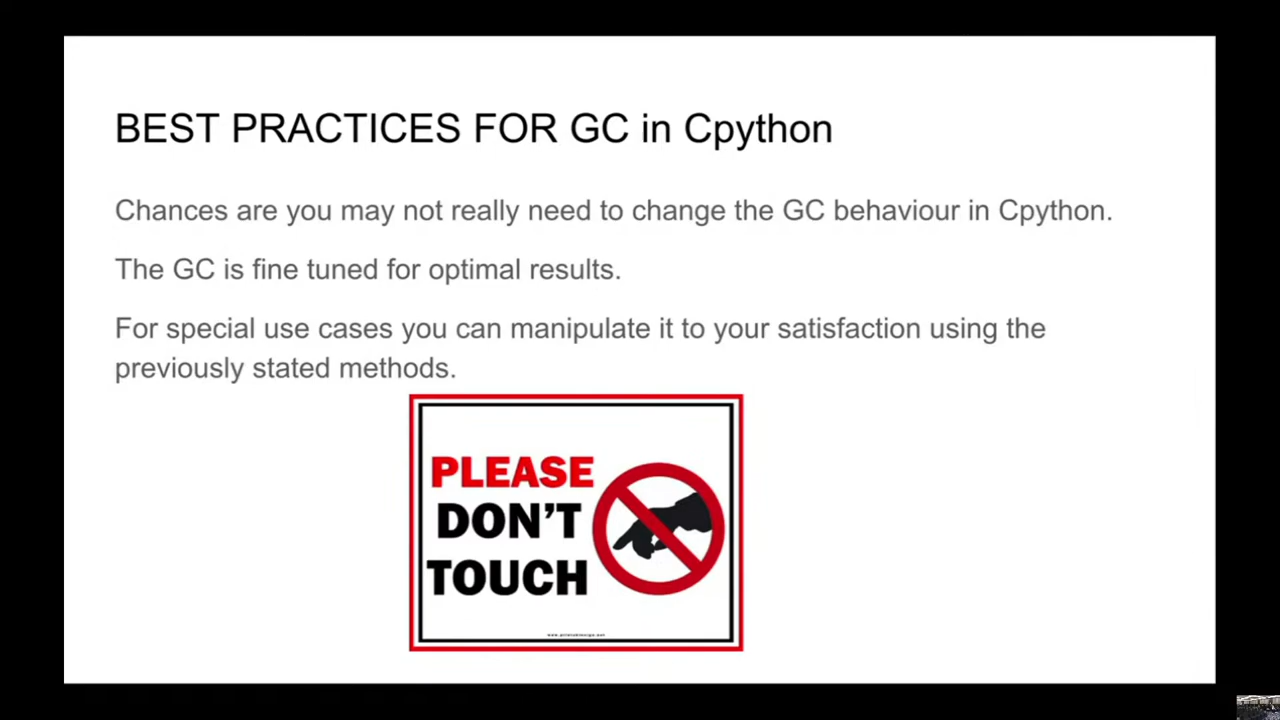 BEST PRACTICES FOR GC in Cpython
Chances are you may not really need to change the GC behaviour in Cpython.
The GC is fine tuned for optimal results.
For special use cases you can manipulate it to your satisfaction using the
previously stated methods.
PLEASE
DON'T
TOUCH